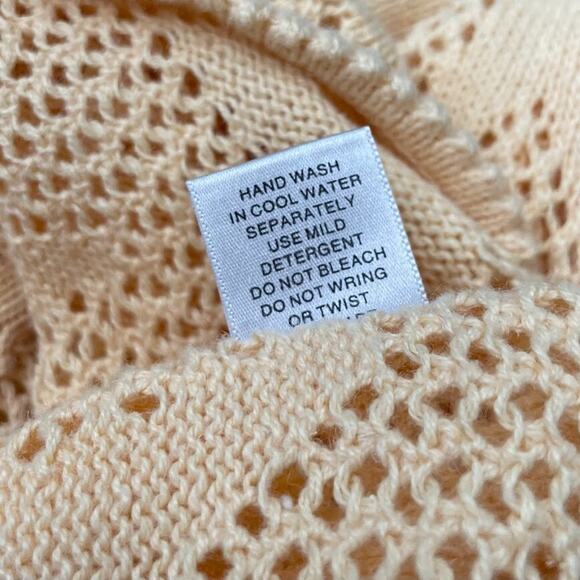 HAND WASH
IN COOL WATER
SEPARATELY
USE MILD
DETERGENT
DO NOT BLEACH
DO NOT WRING
OR TWIST